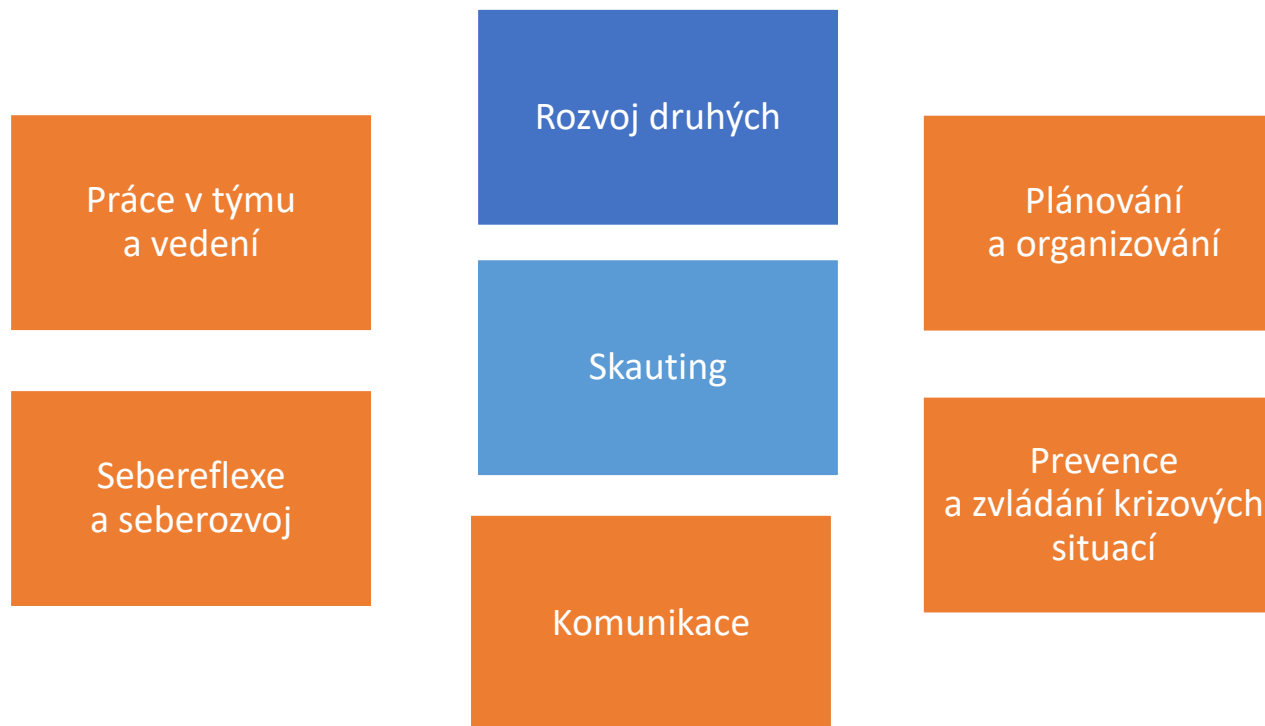 Rozvoj druhých
Práce v týmu
a vedení
Plánování
a organizování
Skauting
Sebereflexe
a seberozvoj
Prevence
a zvládání krizových
situací
Komunikace